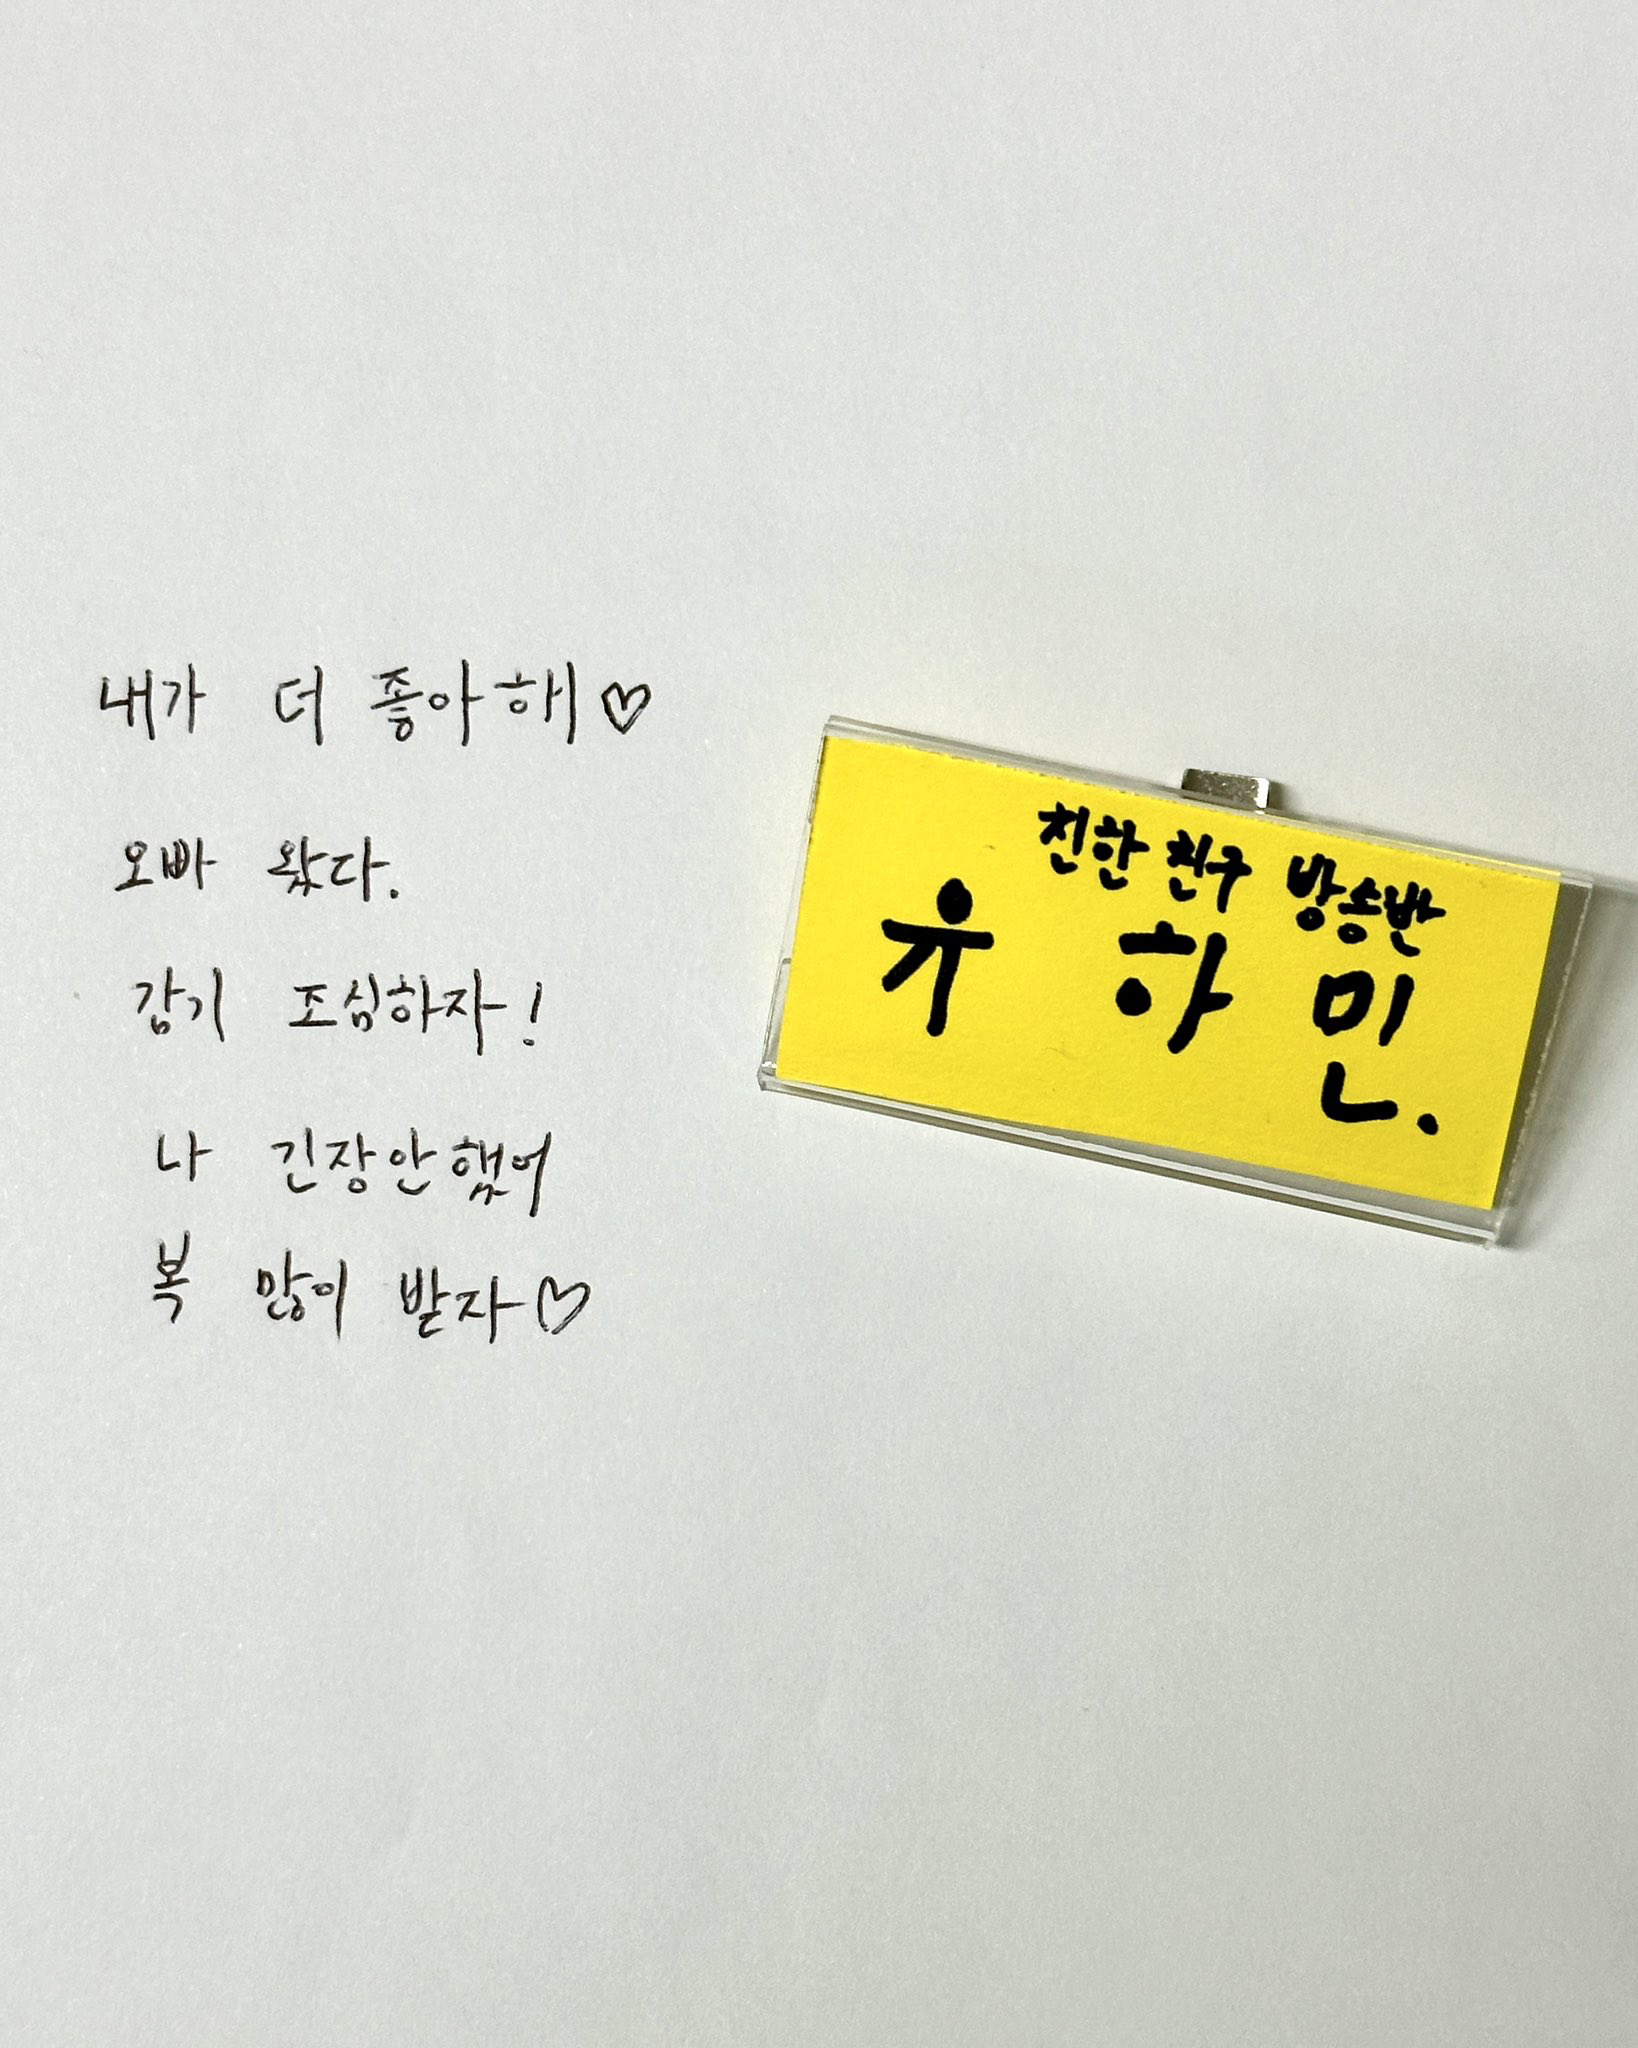 내가 더 좋아해♡
오빠 왔다.
감기 조심하자!
나 긴장안했어
복 많이 받자♡
친한 친구 방송반
유 하 민.